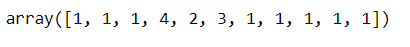 array([1, 1, 1, 4, 2, 3, 1, 1, 1, 1, 1])